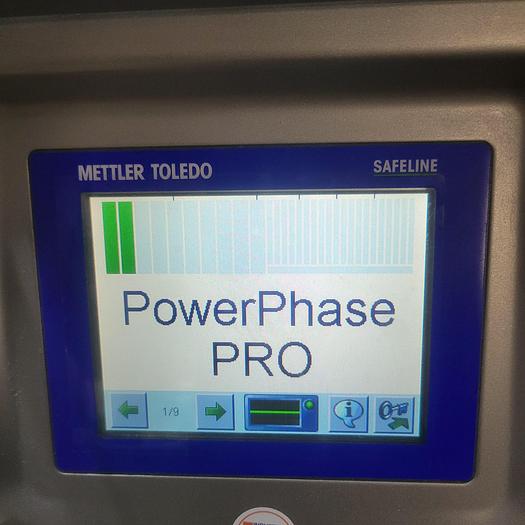 METTLER TOLEDO
SAFELINE
PowerPhase
PRO
1/9
i